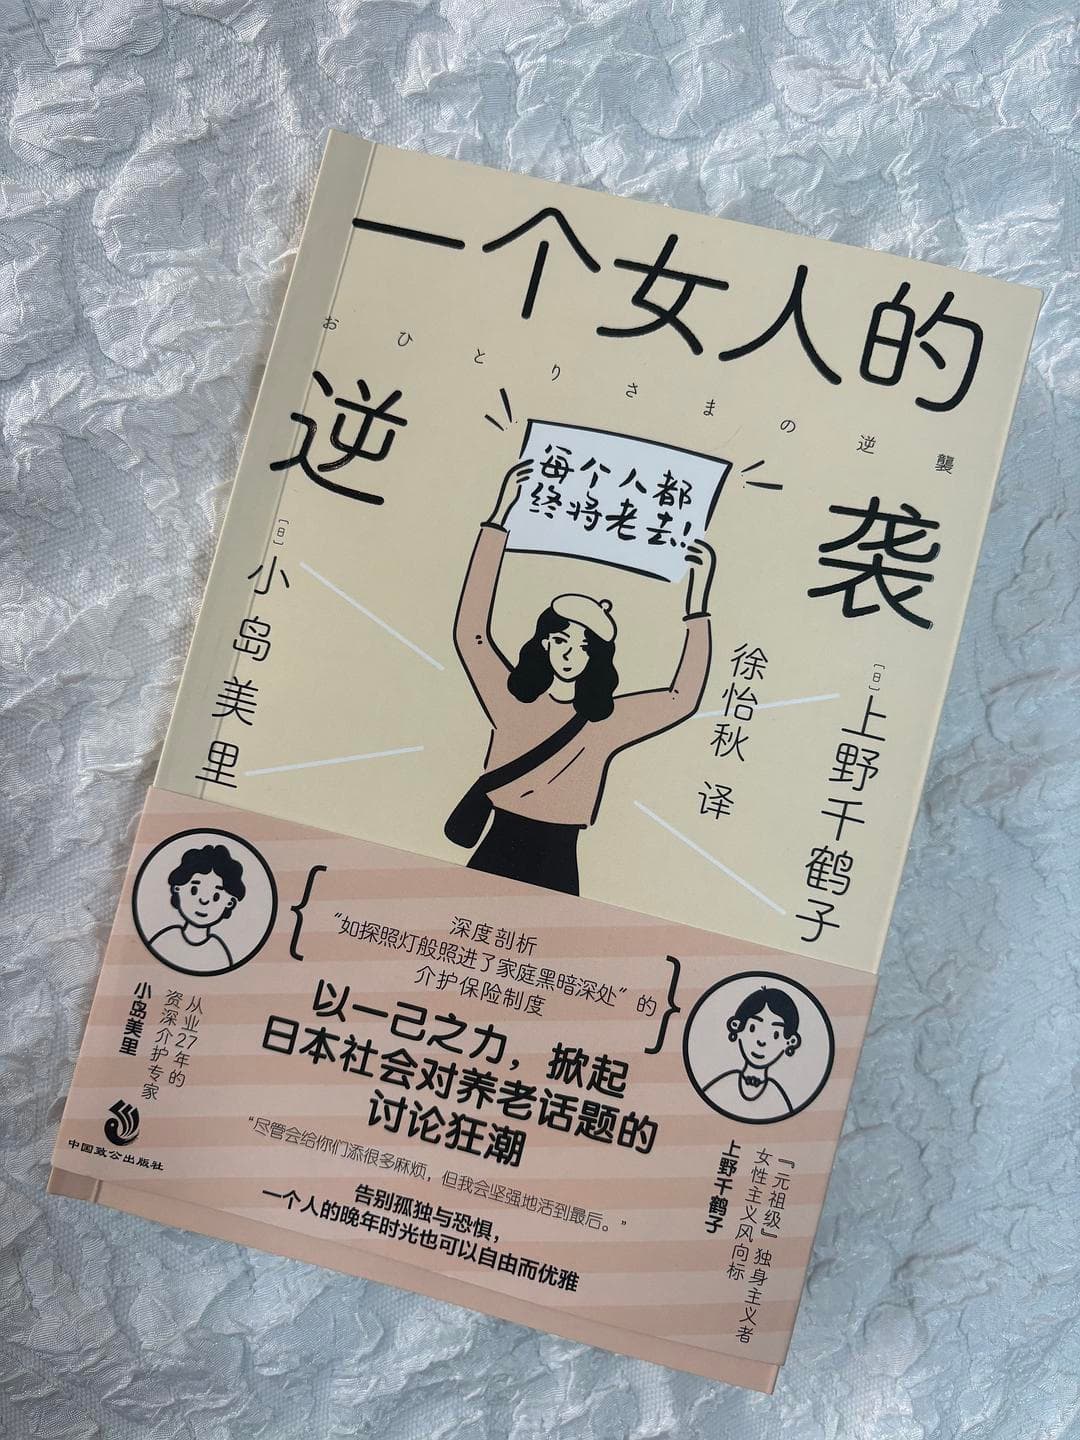 一个女人的
逆袭
おひとりさまの逆襲
每个人都
终将老去!!
[日]小岛美里
[日]上野千鹤子
徐怡秋 译
深度剖析
“如探照灯般照进了家庭黑暗深处”的
介护保险制度
以一己之力，掀起
日本社会对养老话题的
讨论狂潮
“尽管会给你们添很多麻烦，但我会坚强地活到最后。”
告别孤独与恐惧，
一个人的晚年时光也可以自由而优雅
从业27年的
资深介护专家
小岛美里
中国致公出版社
『元祖级』独身主义者
女性主义风向标
上野千鹤子